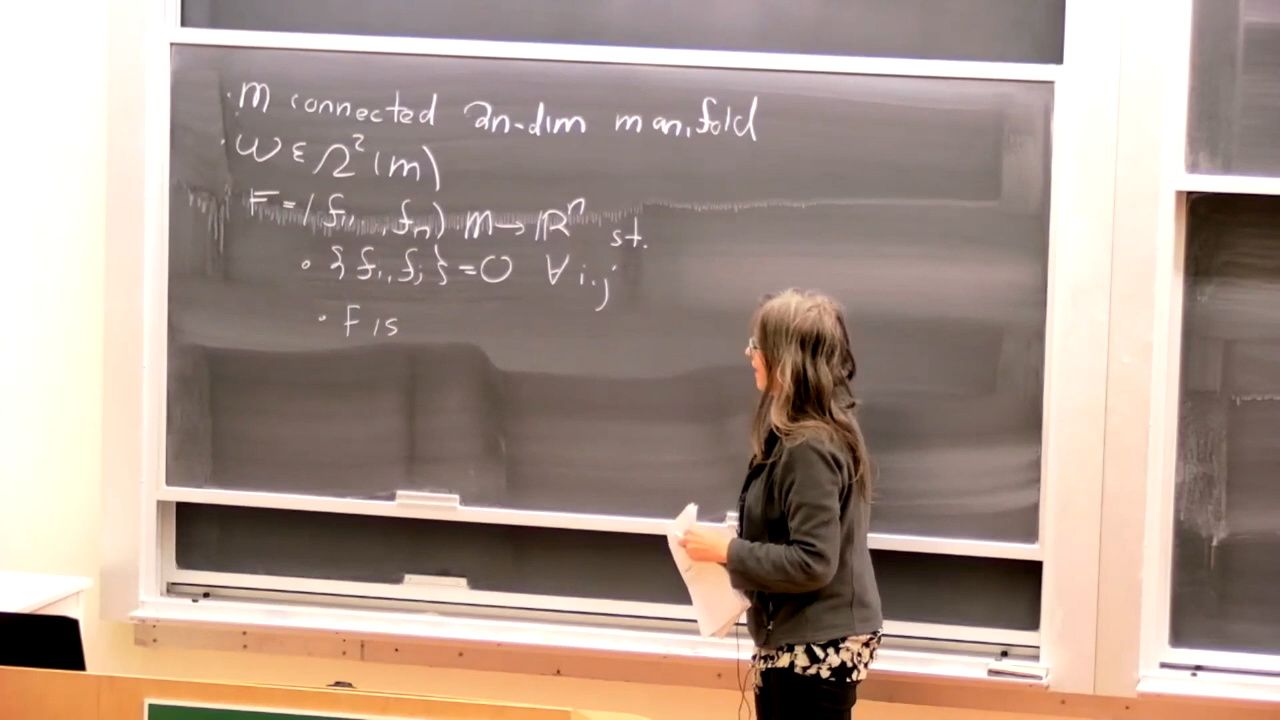 · M connected 2n-dim manifold
· ω ∈ Ω²(M)
F = (f₁, , fₙ) M → ℝⁿ st.
∘ {fᵢ, fⱼ} = 0 ∀ i, j
∘ F is